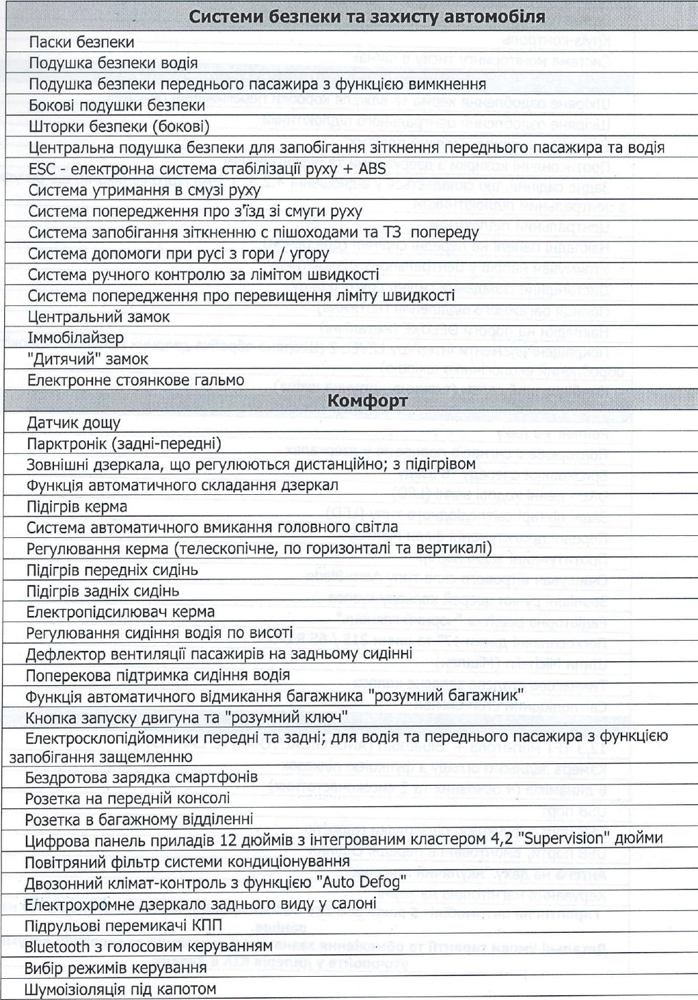 Системи безпеки та захисту автомобіля
Паски безпеки
Подушка безпеки водія
Подушка безпеки переднього пасажира з функцією вимкнення
Бокові подушки безпеки
Шторки безпеки (бокові)
Центральна подушка безпеки для запобігання зіткнення переднього пасажира та водія
ESC - електронна система стабілізації руху + ABS
Система утримання в смузі руху
Система попередження про з'їзд зі смуги руху
Система запобігання зіткненню с пішоходами та ТЗ попереду
Система допомоги при русі з гори / угору
Система ручного контролю за лімітом швидкості
Система попередження про перевищення ліміту швидкості
Центральний замок
Іммобілайзер
"Дитячий" замок
Електронне стоянкове гальмо
Комфорт
Датчик дощу
Парктронік (задні-передні)
Зовнішні дзеркала, що регулюються дистанційно; з підігрівом
Функція автоматичного складання дзеркал
Підігрів керма
Система автоматичного вмикання головного світла
Регулювання керма (телескопічне, по горизонталі та вертикалі)
Підігрів передніх сидінь
Підігрів задніх сидінь
Електропідсилювач керма
Регулювання сидіння водія по висоті
Дефлектор вентиляції пасажирів на задньому сидінні
Поперекова підтримка сидіння водія
Функція автоматичного відмикання багажника "розумний багажник"
Кнопка запуску двигуна та "розумний ключ"
Електросклопідйомники передні та задні; для водія та переднього пасажира з функцією
запобігання защемленню
Бездротова зарядка смартфонів
Розетка на передній консолі
Розетка в багажному відділенні
Цифрова панель приладів 12 дюймів з інтегрованим кластером 4,2 "Supervision" дюйми
Повітряний фільтр системи кондиціонування
Двозонний клімат-контроль з функцією "Auto Defog"
Електрохромне дзеркало заднього виду у салоні
Підрульові перемикачі КПП
Bluetooth з голосовим керуванням
Вибір режимів керування
Шумоізоляція під капотом